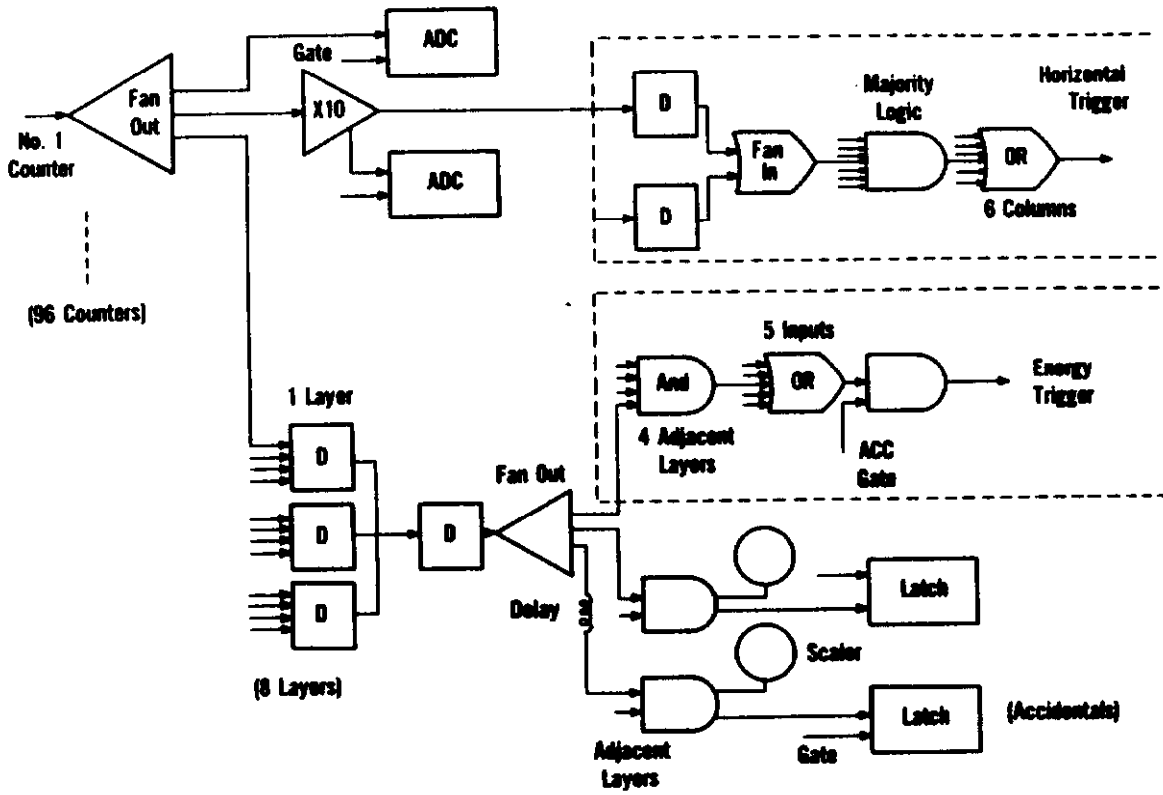 ADC
Gate
Fan
Out
X10
No. 1
Counter
ADC
(96 Counters)
D
D
Fan
In
Majority
Logic
Horizontal
Trigger
OR
6 Columns
5 Inputs
And
OR
Energy
Trigger
4 Adjacent
Layers
ACC
Gate
1 Layer
D
D
D
D
Fan Out
Delay
(8 Layers)
Latch
Scaler
Latch
(Accidentals)
Gate
Adjacent
Layers